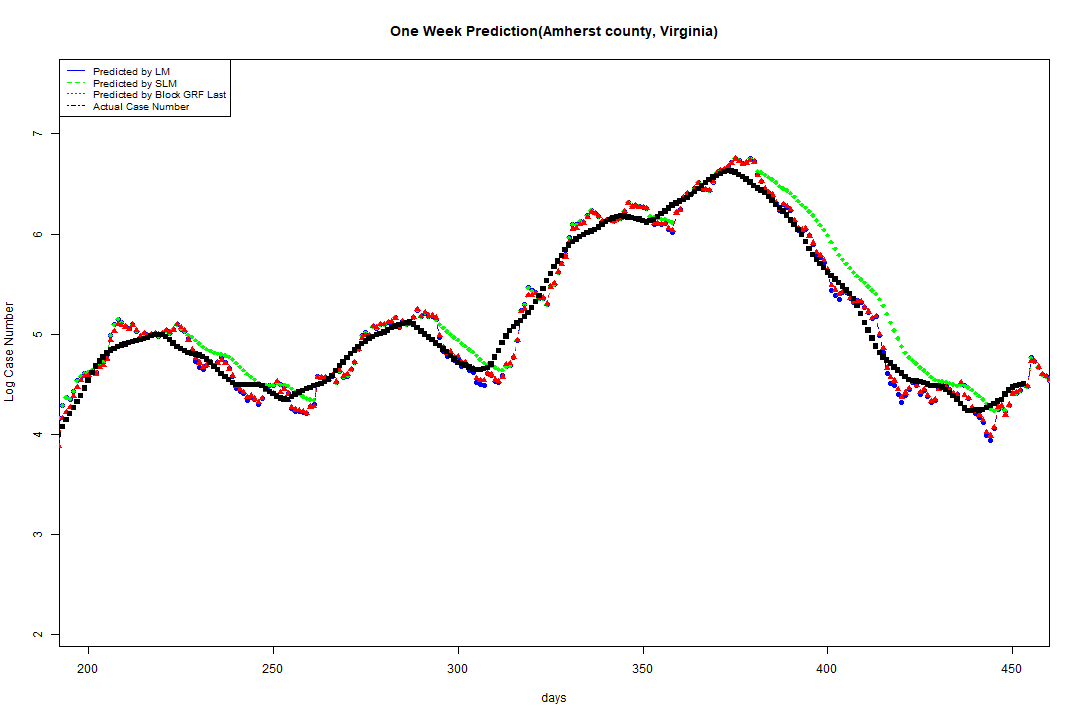 One Week Prediction(Amherst county, Virginia)
Predicted by LM
Predicted by SLM
Predicted by Block GRF Last
Actual Case Number
7
6
5
4
3
2
Log Case Number
200 250 300 350 400 450
days